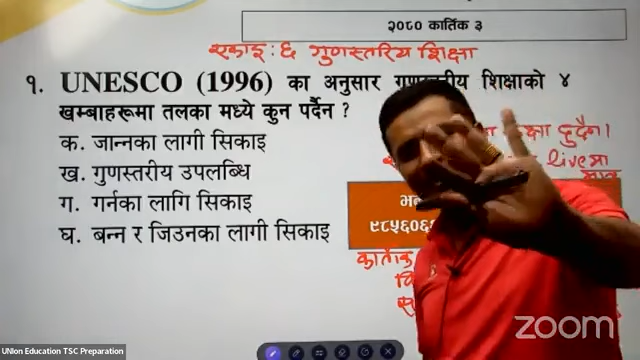 २०८० कार्तिक ३
एकाइ : ६ गुणस्तरिय शिक्षा
१. UNESCO (1996) का अनुसार गुणस्तरीय शिक्षाको ४
खम्बाहरूमा तलका मध्ये कुन पर्दैन ?
क. जान्नका लागी सिकाइ
ख. गुणस्तरीय उपलब्धि
ग. गर्नका लागि सिकाइ
घ. बन्न र जिउनका लागी सिकाइ
हुदैन।
live मा
मात्र
९८५६०६
zoom
UNIon Education TSC Preparation